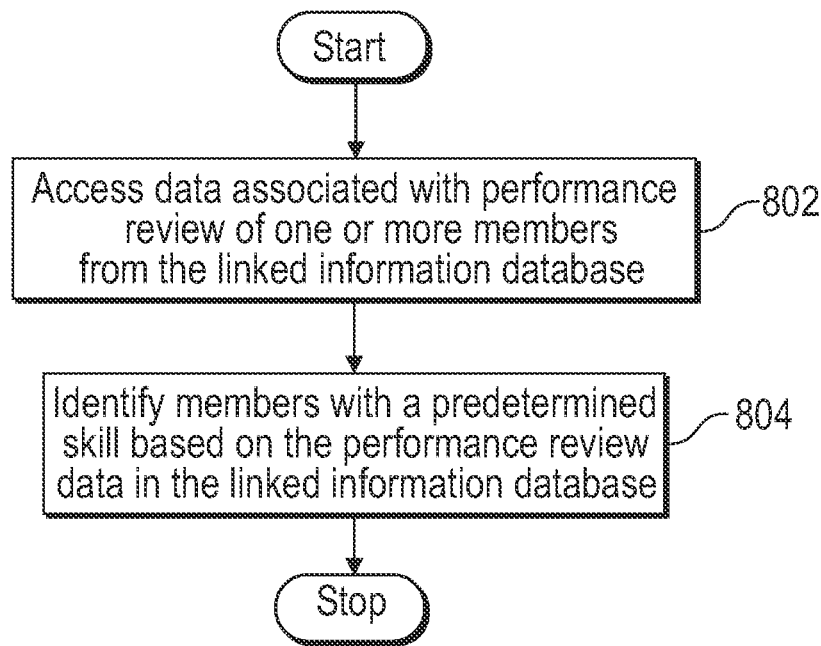 Start
Access data associated with performance
review of one or more members
from the linked information database
802
Identify members with a predetermined
skill based on the performance review
data in the linked information database
804
Stop